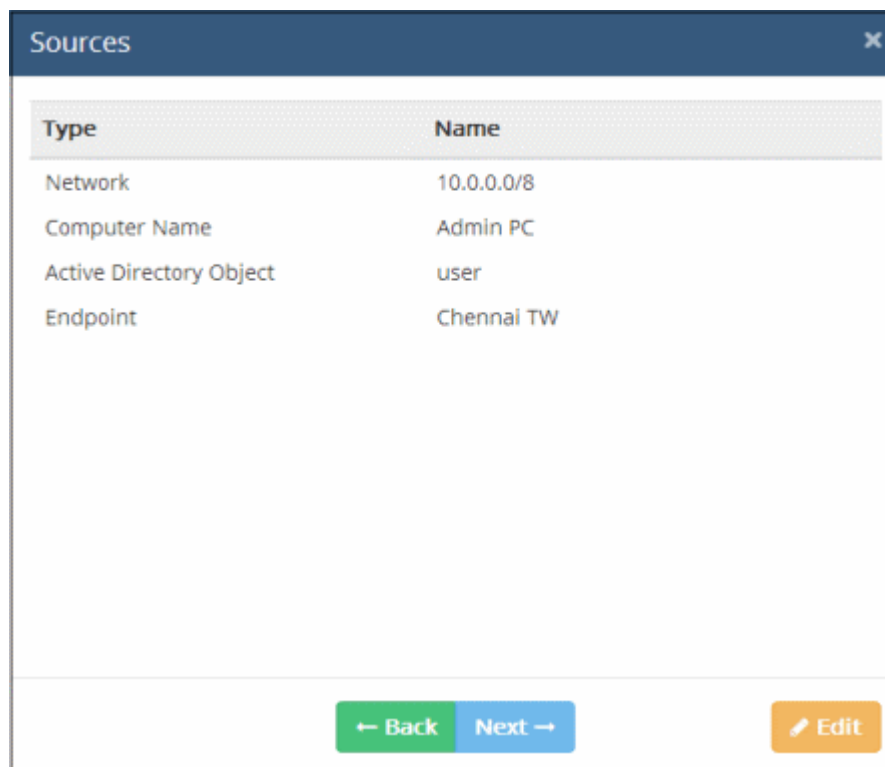 Sources ×
Type Name
Network 10.0.0.0/8
Computer Name Admin PC
Active Directory Object user
Endpoint Chennai TW
← Back Next → Edit